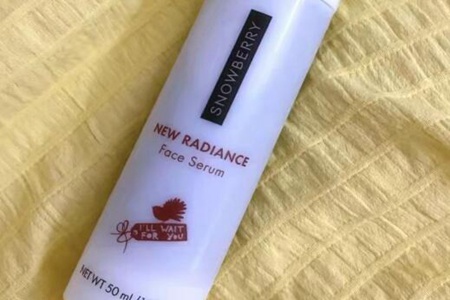 SNOWBERRY
NEW RADIANCE
Face Serum
I'LL WAIT
FOR YOU
NET WT 50 ml